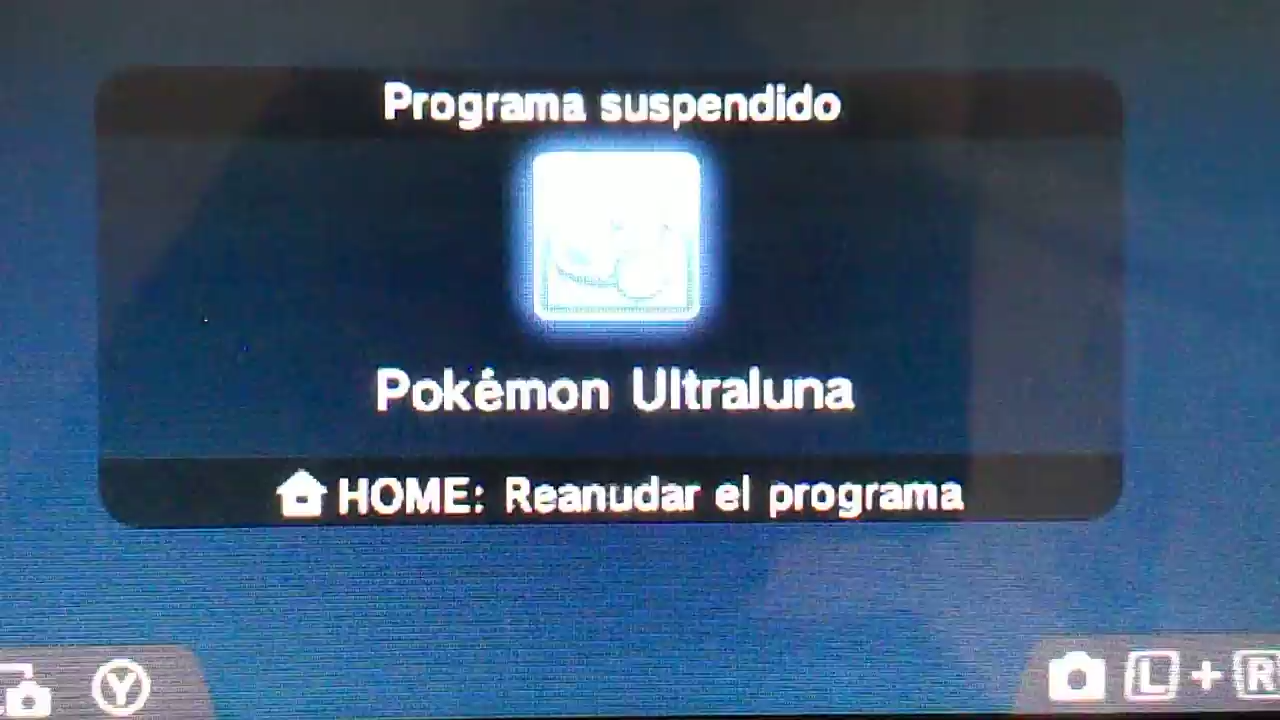 Programa suspendido
Pokémon Ultraluna
HOME: Reanudar el programa
Y
L + R